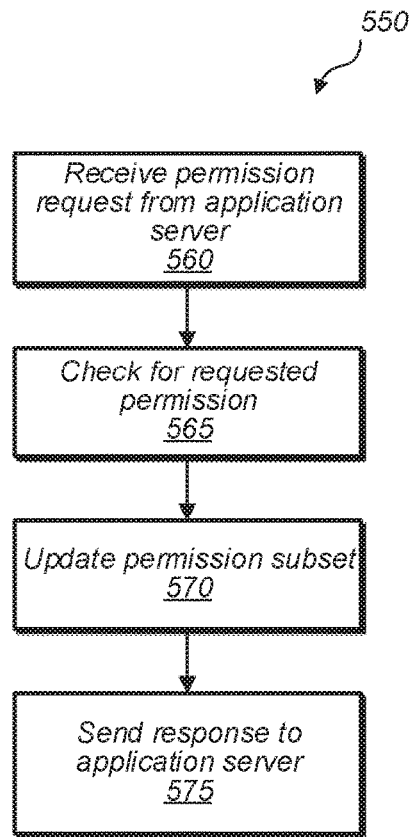 550
Receive permission
request from application
server
560
Check for requested
permission
565
Update permission subset
570
Send response to
application server
575